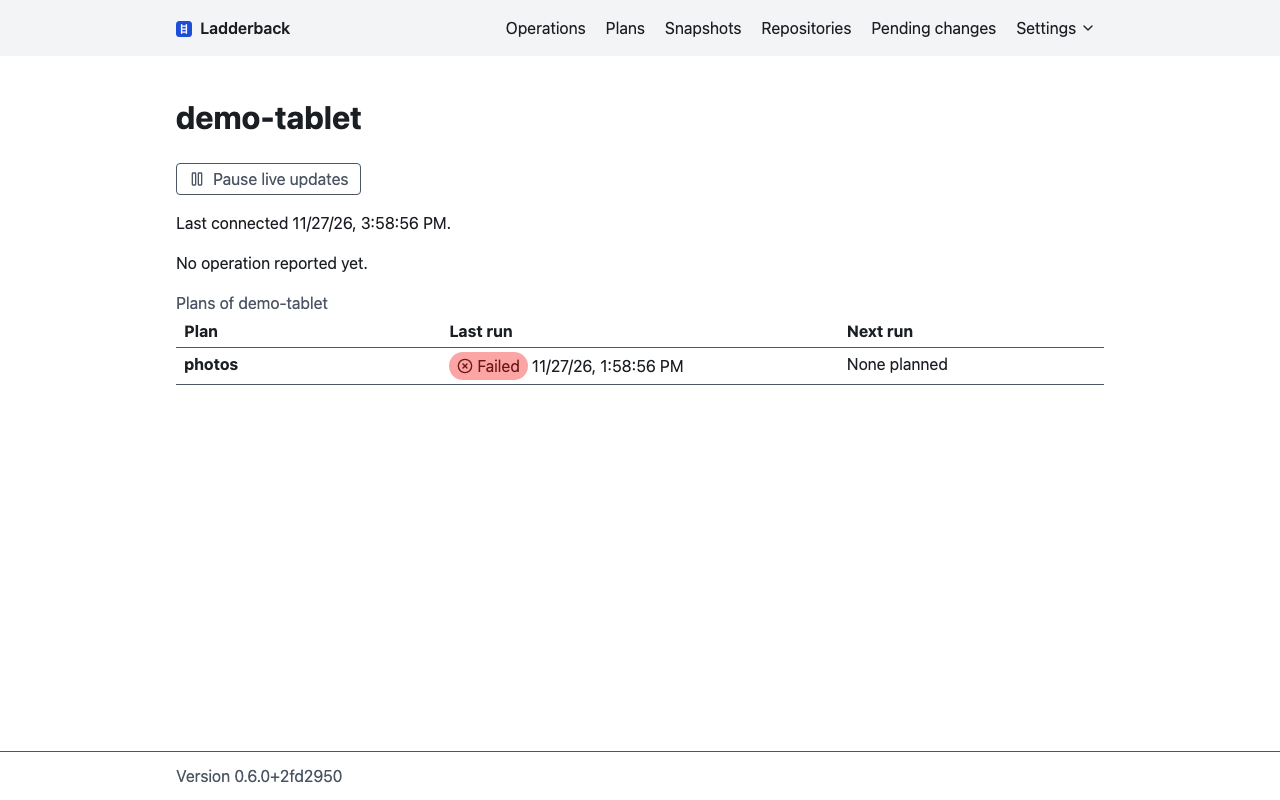 Ladderback
Operations Plans Snapshots Repositories Pending changes Settings
demo-tablet
Pause live updates
Last connected 11/27/26, 3:58:56 PM.
No operation reported yet.
Plans of demo-tablet
Plan Last run Next run
photos Failed 11/27/26, 1:58:56 PM None planned
Version 0.6.0+2fd2950